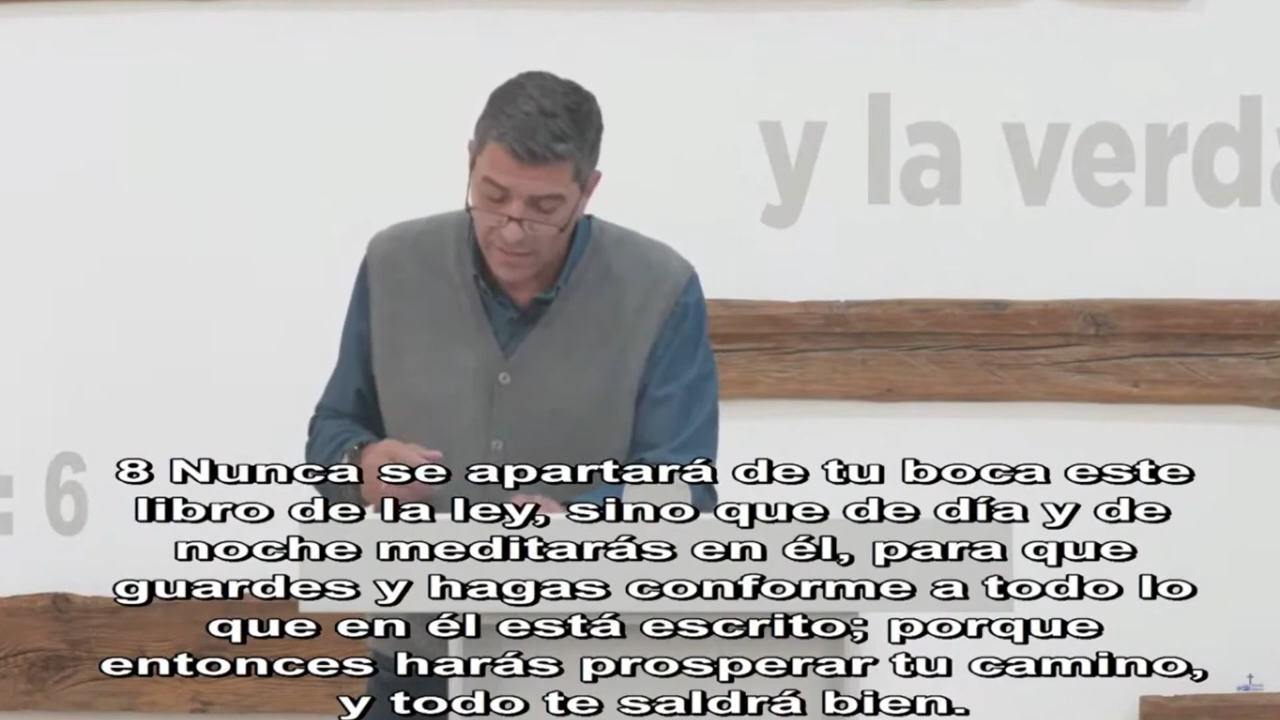 y la verda
: 6
8 Nunca se apartará de tu boca este
libro de la ley, sino que de día y de
noche meditarás en él, para que
guardes y hagas conforme a todo lo
que en él está escrito; porque
entonces harás prosperar tu camino,
y todo te saldrá bien.